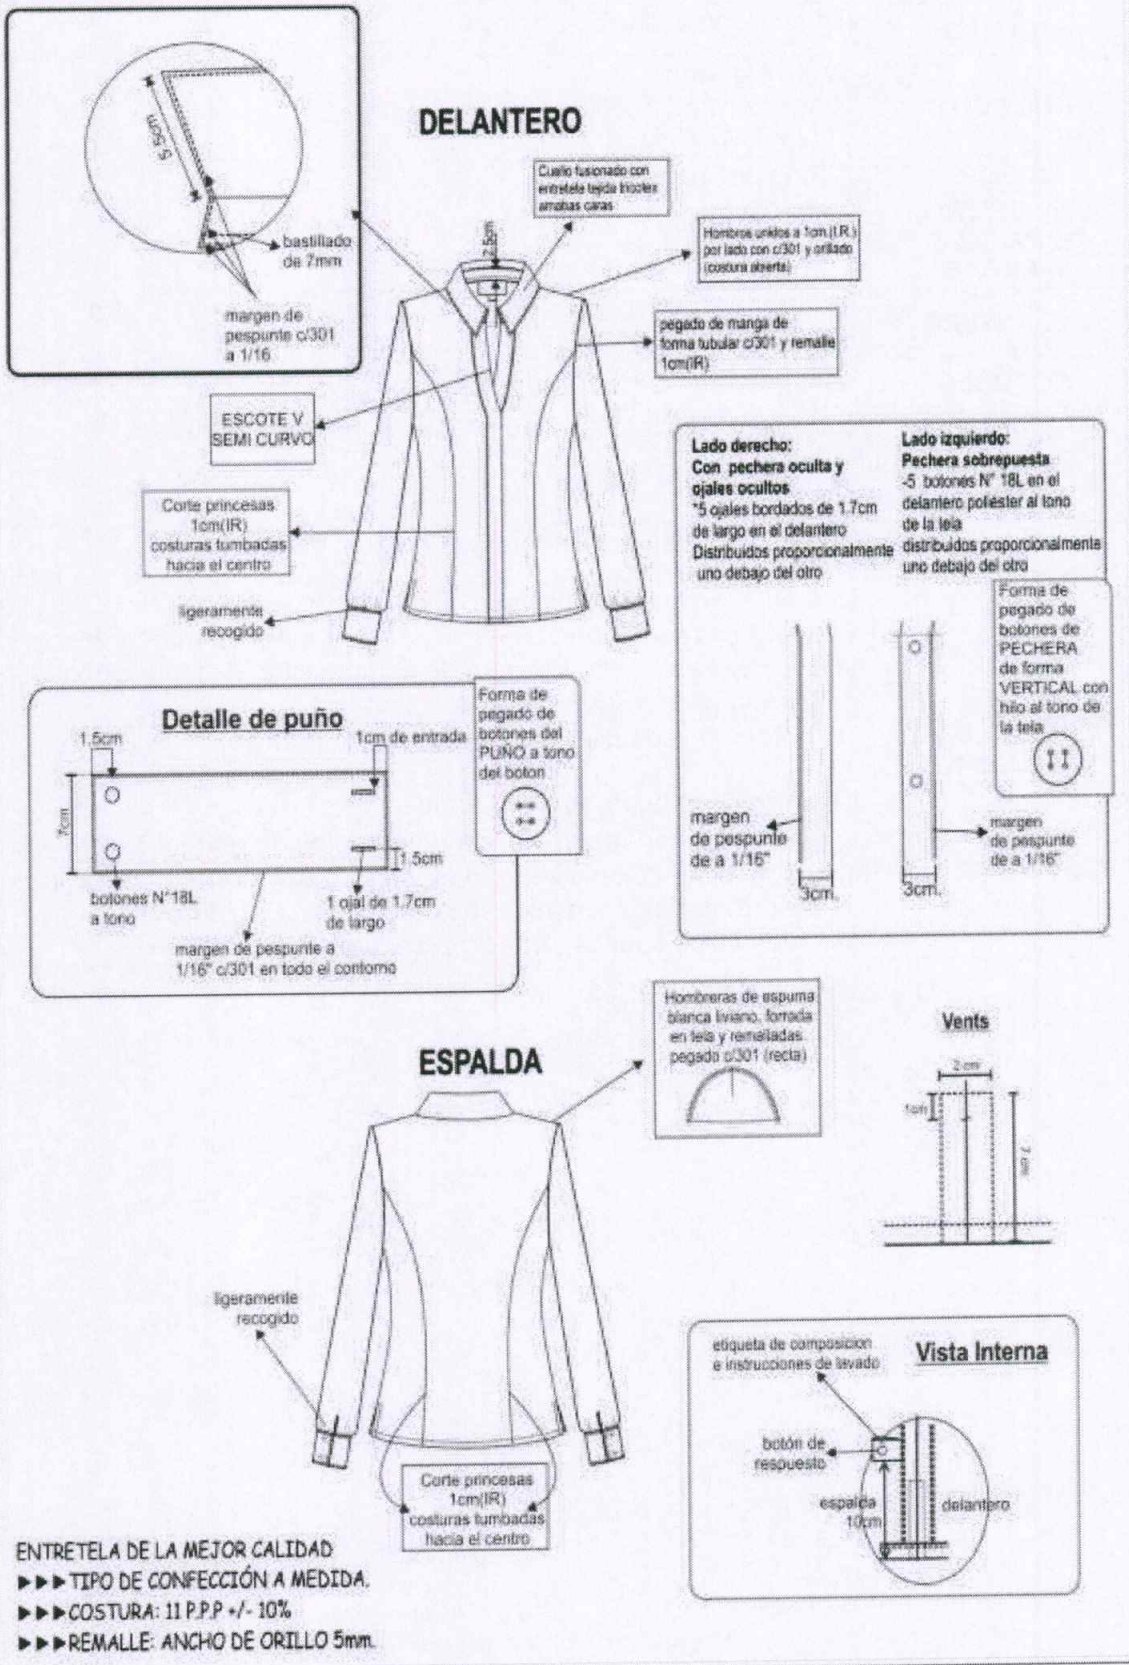 5.5cm
bastillado
de 7mm
margen de
pespunte c/301
a 1/16
DELANTERO
Cuello fusionado con
entretela tejida tricotex
ambas caras
2.5cm
Hombros unidos a 1cm.(I.R.)
por lado con c/301 y orillado
(costura abierta)
pegado de manga de
forma tubular c/301 y remalle
1cm(IR)
ESCOTE V
SEMI CURVO
Corte princesas
1cm(IR)
costuras tumbadas
hacia el centro
ligeramente
recogido
Lado derecho:
Con pechera oculta y
ojales ocultos
*5 ojales bordados de 1.7cm
de largo en el delantero
Distribuidos proporcionalmente
uno debajo del otro
Lado izquierdo:
Pechera sobrepuesta
-5 botones N° 18L en el
delantero poliester al tono
de la tela
distribuidos proporcionalmente
uno debajo del otro
Forma de
pegado de
botones de
PECHERA
de forma
VERTICAL con
hilo al tono de
la tela
margen
de pespunte
de a 1/16"
3cm.
3cm.
margen
de pespunte
de a 1/16"
Detalle de puño
1.5cm
1cm de entrada
7cm
1.5cm
botones N°18L
a tono
1 ojal de 1.7cm
de largo
margen de pespunte a
1/16" c/301 en todo el contorno
Forma de
pegado de
botones del
PUÑO a tono
del boton
ESPALDA
Hombreras de espuma
blanca liviano, forrada
en tela y remalladas.
pegado c/301 (recta)
Vents
2 cm
1cm
7 cm
ligeramente
recogido
Corte princesas
1cm(IR)
costuras tumbadas
hacia el centro
Vista Interna
etiqueta de composicion
e instrucciones de lavado
botón de
respuesto
espalda
10cm
delantero
ENTRETELA DE LA MEJOR CALIDAD
►►►TIPO DE CONFECCIÓN A MEDIDA.
►►►COSTURA: 11 P.P.P +/- 10%
►►►REMALLE: ANCHO DE ORILLO 5mm.